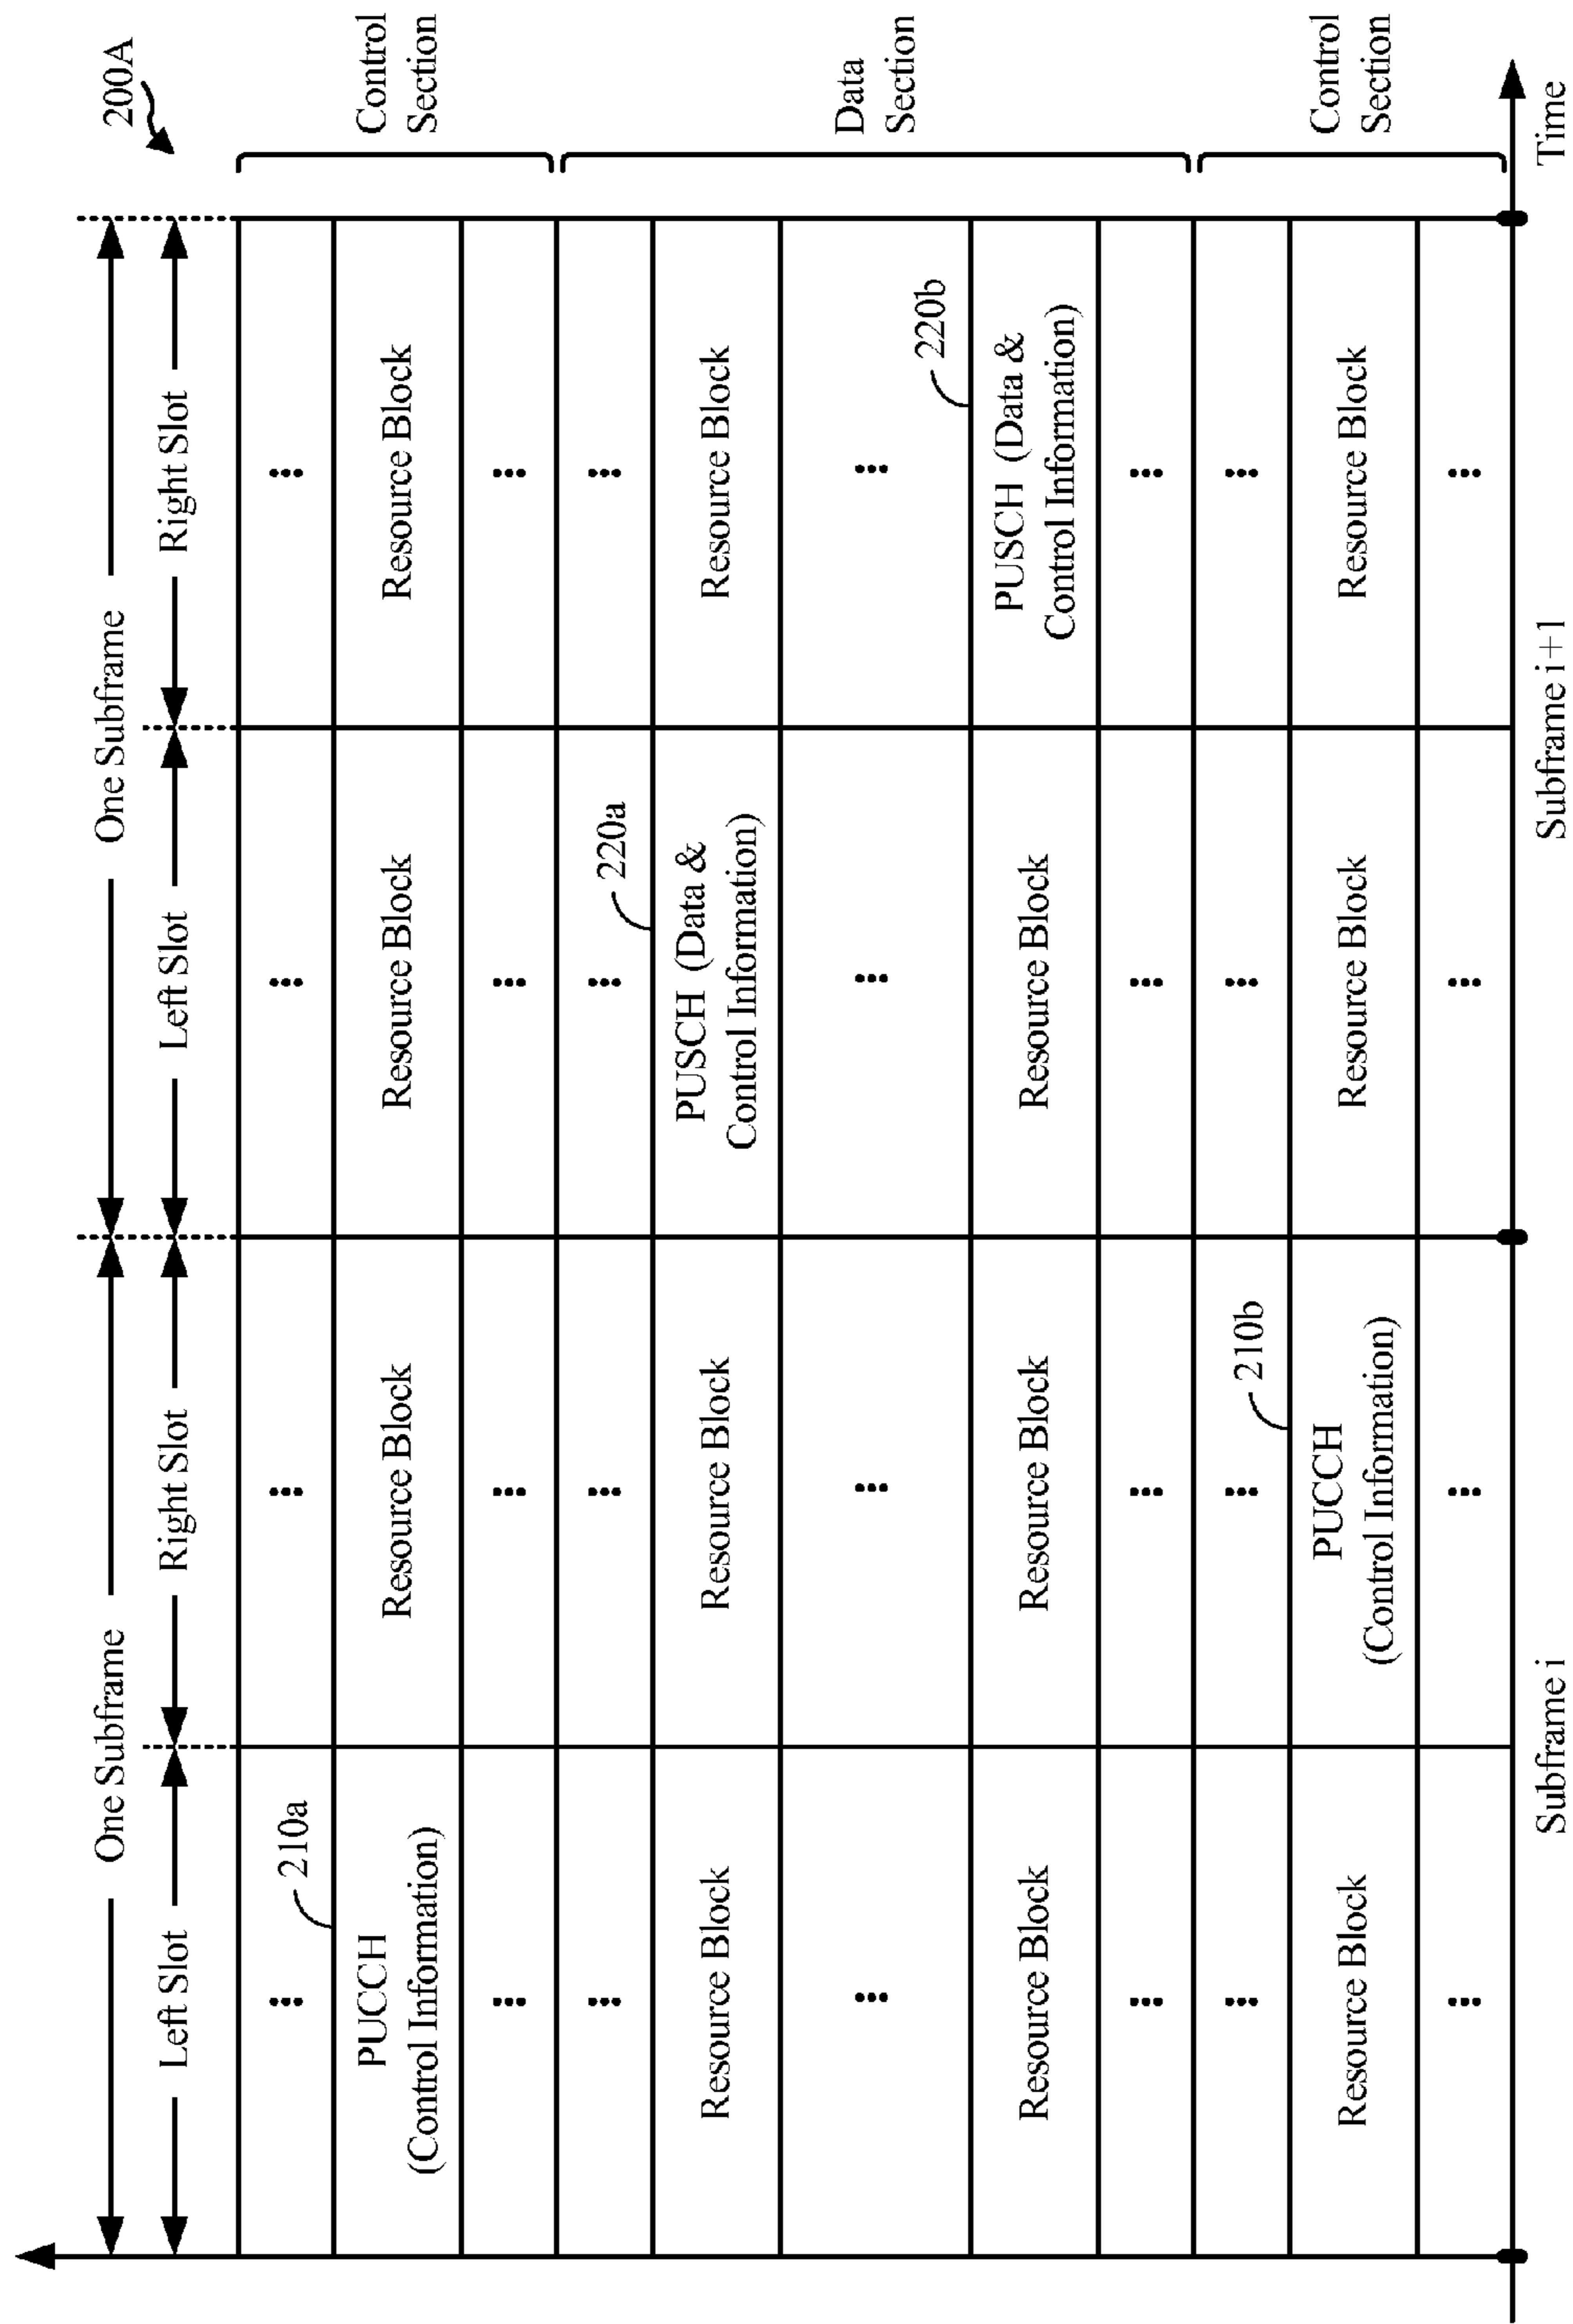 200A
One Subframe
One Subframe
Left Slot
Right Slot
Left Slot
Right Slot
⋮
⋮
⋮
⋮
210a
PUCCH
(Control Information)
Resource Block
Resource Block
Resource Block
Control
Section
⋮
⋮
⋮
⋮
⋮
⋮
⋮
⋮
220a
Resource Block
Resource Block
PUSCH (Data &
Control Information)
Resource Block
Data
Section
⋮
⋮
⋮
⋮
220b
Resource Block
Resource Block
Resource Block
PUSCH (Data &
Control Information)
⋮
⋮
⋮
⋮
⋮
⋮
⋮
⋮
210b
Resource Block
PUCCH
(Control Information)
Resource Block
Resource Block
Control
Section
⋮
⋮
⋮
⋮
Subframe i
Subframe i+1
Time